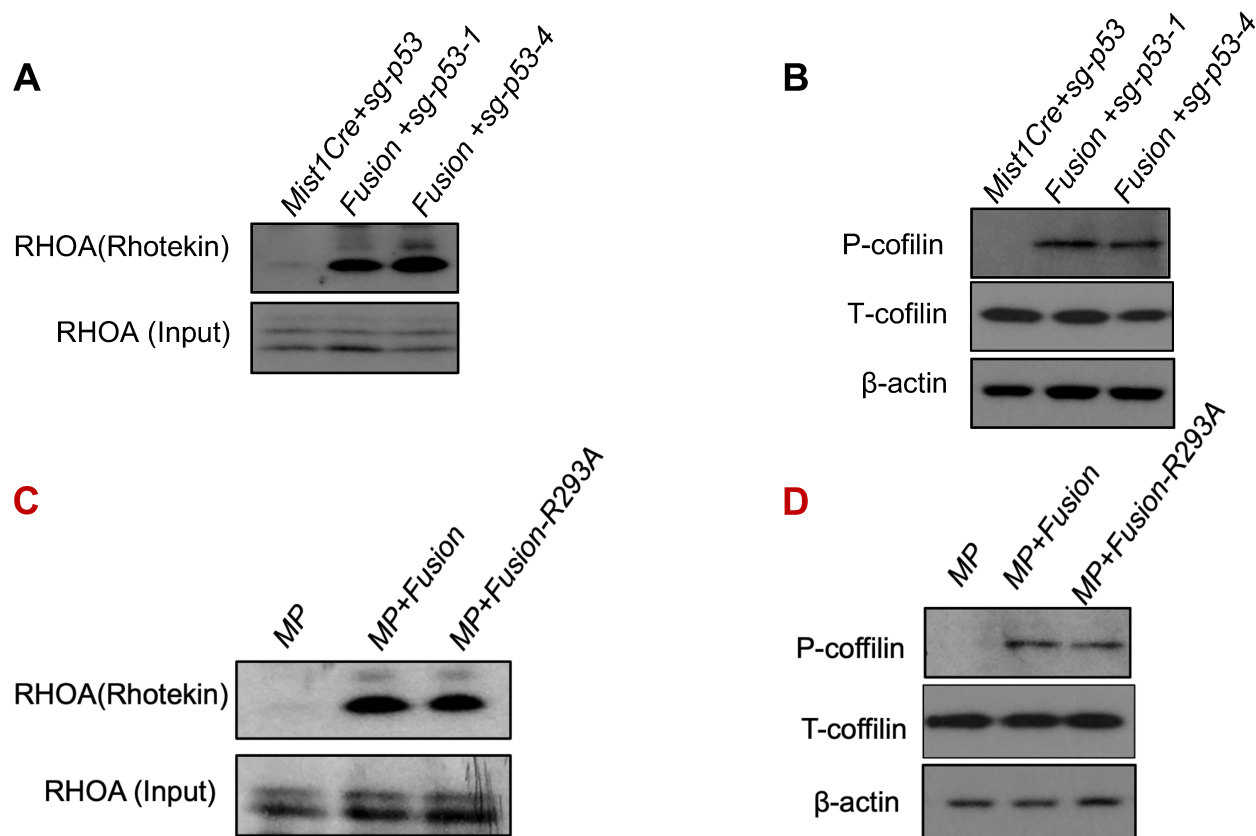 A
Mist1Cre+sg-p53
Fusion +sg-p53-1
Fusion +sg-p53-4
RHOA(Rhotekin)
RHOA (Input)
B
Mist1Cre+sg-p53
Fusion +sg-p53-1
Fusion +sg-p53-4
P-cofilin
T-cofilin
β-actin
C
MP
MP+Fusion
MP+Fusion-R293A
RHOA(Rhotekin)
RHOA (Input)
D
MP
MP+Fusion
MP+Fusion-R293A
P-coffilin
T-coffilin
β-actin